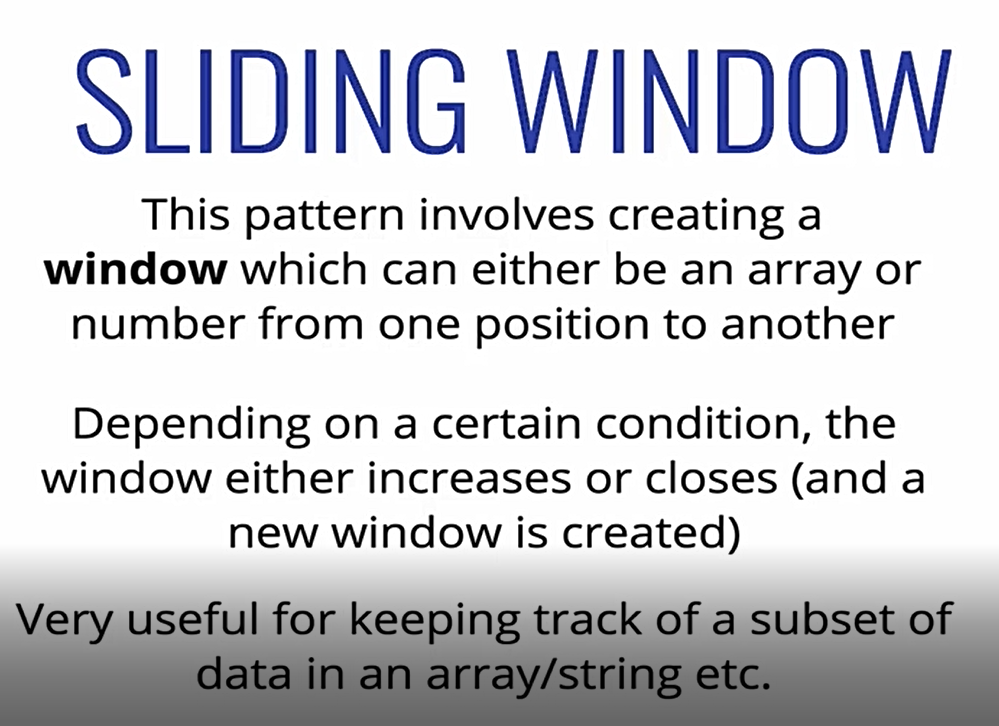 SLIDING WINDOW
This pattern involves creating a
window which can either be an array or
number from one position to another
Depending on a certain condition, the
window either increases or closes (and a
new window is created)
Very useful for keeping track of a subset of
data in an array/string etc.